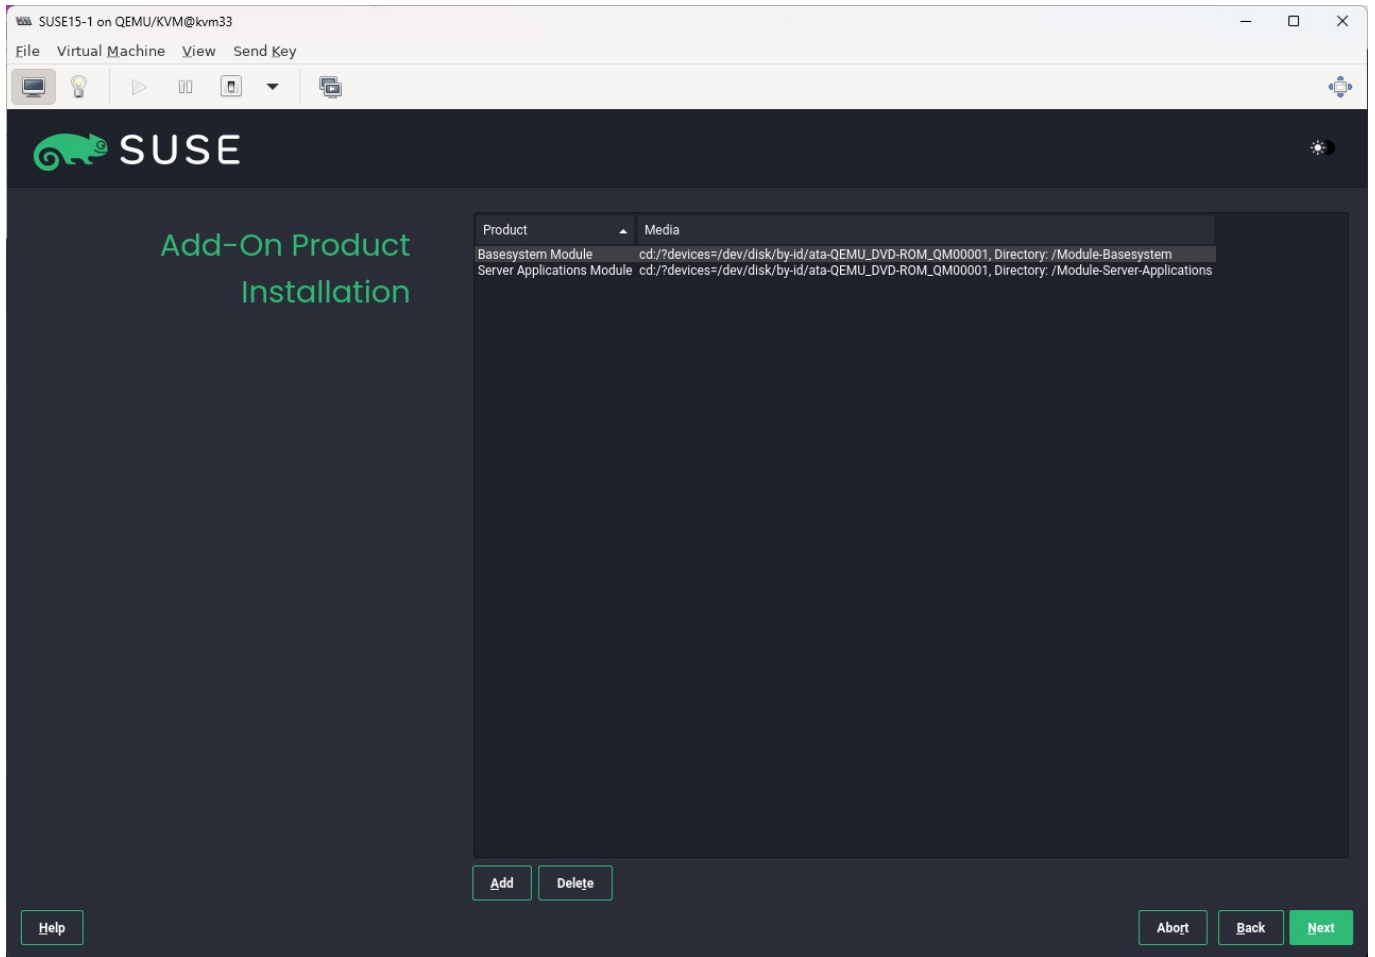 SUSE15-1 on QEMU/KVM@kvm33
File Virtual Machine View Send Key
SUSE
Add-On Product
Installation
Product Media
Basesystem Module cd:/?devices=/dev/disk/by-id/ata-QEMU_DVD-ROM_QM00001, Directory: /Module-Basesystem
Server Applications Module cd:/?devices=/dev/disk/by-id/ata-QEMU_DVD-ROM_QM00001, Directory: /Module-Server-Applications
Add Delete
Help Abort Back Next